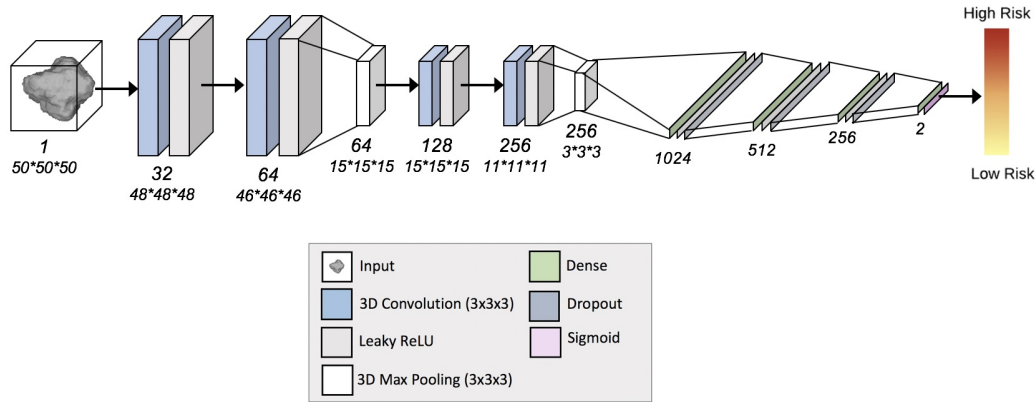 High Risk
1
50*50*50
32
48*48*48
64
46*46*46
64
15*15*15
128
15*15*15
256
11*11*11
256
3*3*3
1024
512
256
2
Low Risk
Input
3D Convolution (3x3x3)
Leaky ReLU
3D Max Pooling (3x3x3)
Dense
Dropout
Sigmoid